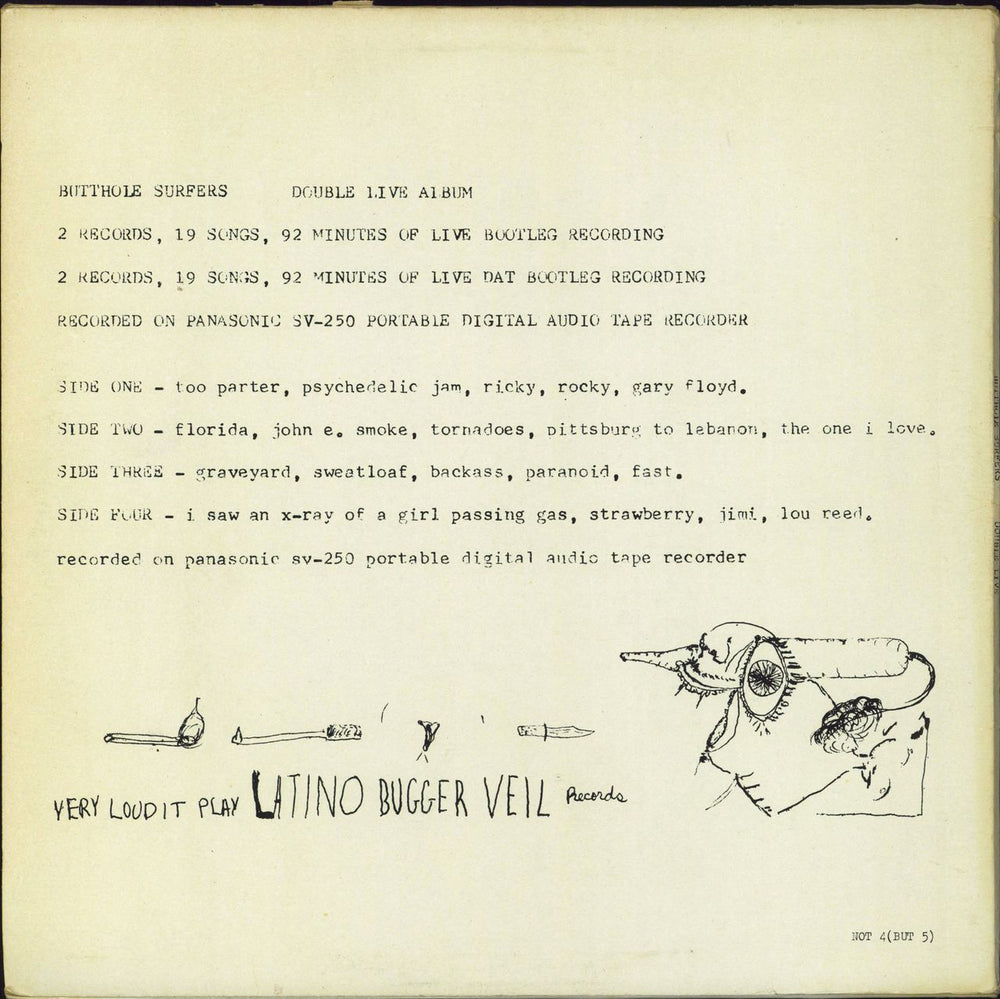 BUTTHOLE SURFERS DOUBLE LIVE AlBUM
2 RECORDS, 19 SONGS, 92 MINUTES OF LIVE BOOTLEG RECORDING
2 RECORDS, 19 SONGS, 92 MINUTES OF LIVE DAT BOOTLEG RECORDING
RECORDED ON PANASONIC SV-250 PORTABlE DIGITAL AUDIO TAPE RECORDER
SIDE ONE - too parter, psychedelic jam, ricky, rocky, gary floyd.
SIDE TWO - florida, john e. smoke, tornadoes, pittsburg to lebanon, the one i love.
SIDE THREE - graveyard, sweatloaf, backass, paranoid, fast.
SIDE FOUR - i saw an x-ray of a girl passing gas, strawberry, jimi, lou reed.
recorded on panasonic sv-250 portable digital audio tape recorder
VERY LOUD IT PLAY LATINO BUGGER VEIL Records
NOT 4(BUT 5)